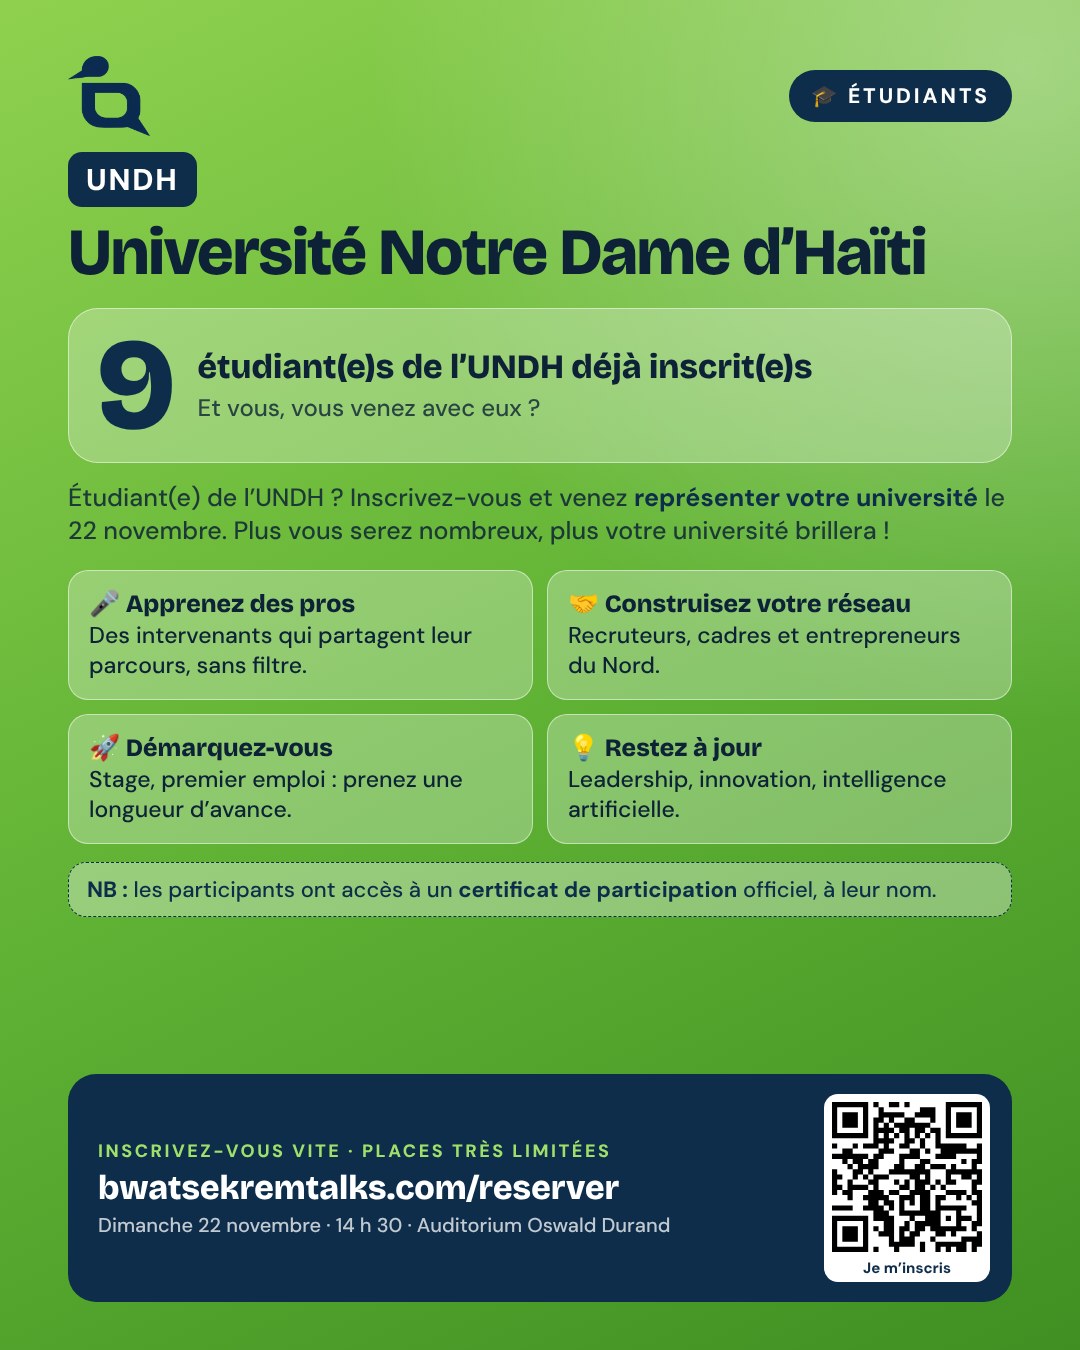 ÉTUDIANTS
UNDH
Université Notre Dame d’Haïti
9
étudiant(e)s de l’UNDH déjà inscrit(e)s
Et vous, vous venez avec eux ?
Étudiant(e) de l’UNDH ? Inscrivez-vous et venez représenter votre université le
22 novembre. Plus vous serez nombreux, plus votre université brillera !
🎤 Apprenez des pros
Des intervenants qui partagent leur
parcours, sans filtre.
🤝 Construisez votre réseau
Recruteurs, cadres et entrepreneurs
du Nord.
🚀 Démarquez-vous
Stage, premier emploi : prenez une
longueur d’avance.
💡 Restez à jour
Leadership, innovation, intelligence
artificielle.
NB : les participants ont accès à un certificat de participation officiel, à leur nom.
INSCRIVEZ-VOUS VITE · PLACES TRÈS LIMITÉES
bwatsekremtalks.com/reserver
Dimanche 22 novembre · 14 h 30 · Auditorium Oswald Durand
Je m’inscris